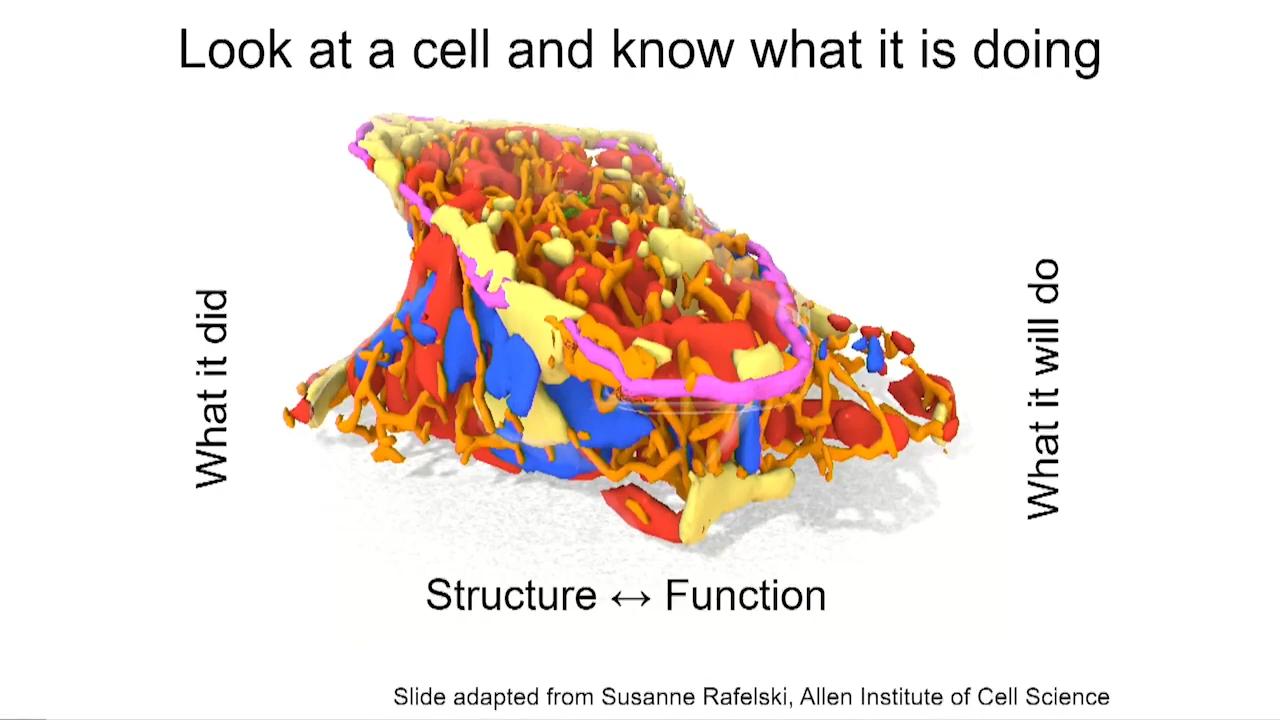 Look at a cell and know what it is doing
What it did
What it will do
Structure ↔ Function
Slide adapted from Susanne Rafelski, Allen Institute of Cell Science